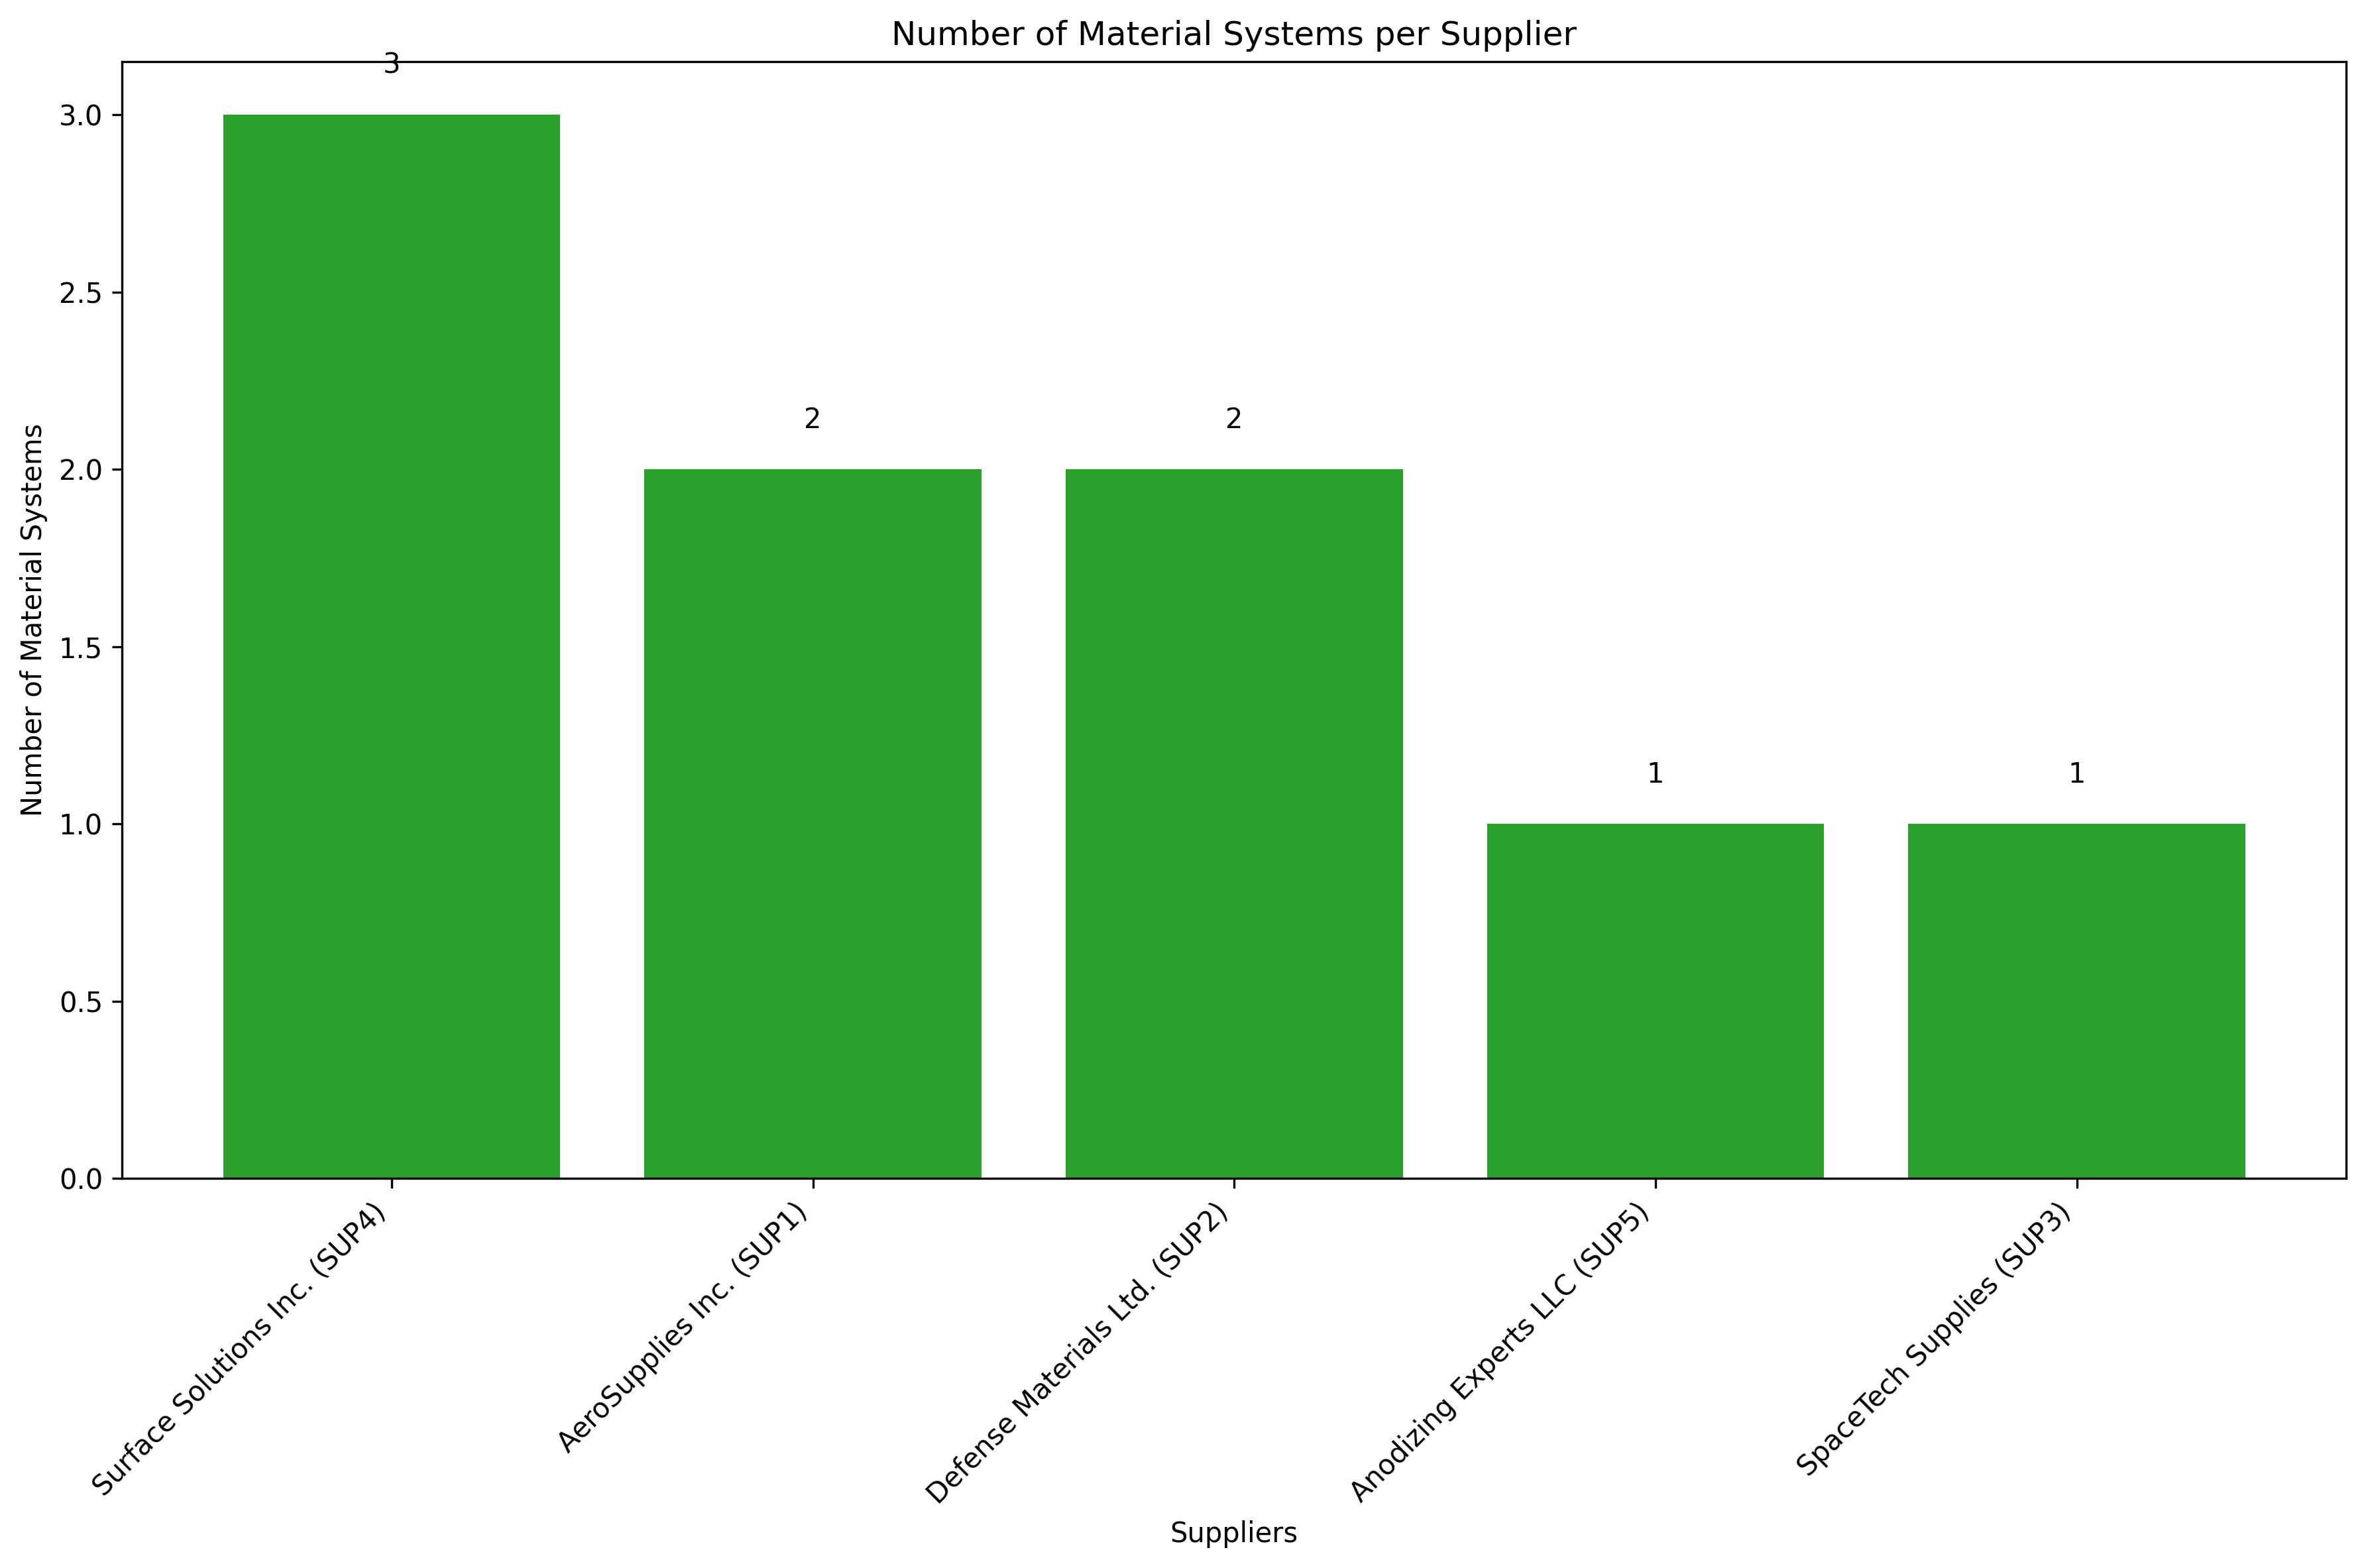 Number of Material Systems per Supplier
3
2
2
1
1
3.0
2.5
2.0
1.5
1.0
0.5
0.0
Number of Material Systems
Surface Solutions Inc. (SUP4)
AeroSupplies Inc. (SUP1)
Defense Materials Ltd. (SUP2)
Anodizing Experts LLC (SUP5)
SpaceTech Supplies (SUP3)
Suppliers